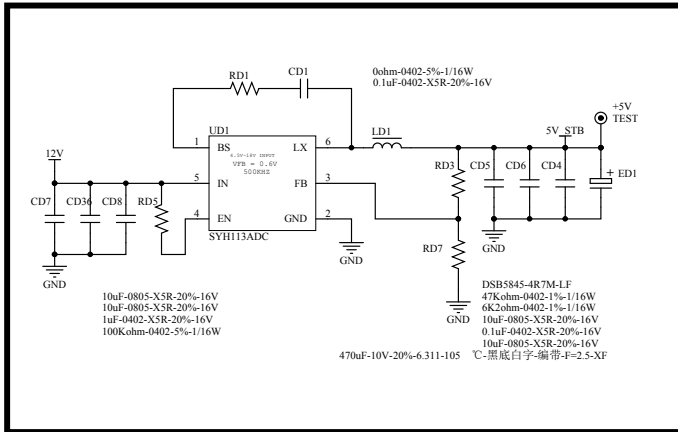 RD1
CD1
0ohm-0402-5%-1/16W
0.1uF-0402-X5R-20%-16V
+5V
TEST
UD1
1
BS
LX
6
LD1
5V_STB
4.5V-18V INPUT
VFB = 0.6V
500KHZ
12V
5
IN
FB
3
RD3
CD5
CD6
CD4
+
ED1
CD7
CD36
CD8
RD5
4
EN
GND
2
SYH113ADC
RD7
GND
GND
GND
GND
10uF-0805-X5R-20%-16V
10uF-0805-X5R-20%-16V
1uF-0402-X5R-20%-16V
100Kohm-0402-5%-1/16W
DSB5845-4R7M-LF
47Kohm-0402-1%-1/16W
6K2ohm-0402-1%-1/16W
10uF-0805-X5R-20%-16V
0.1uF-0402-X5R-20%-16V
10uF-0805-X5R-20%-16V
470uF-10V-20%-6.311-105 ℃-黑底白字-编带-F=2.5-XF